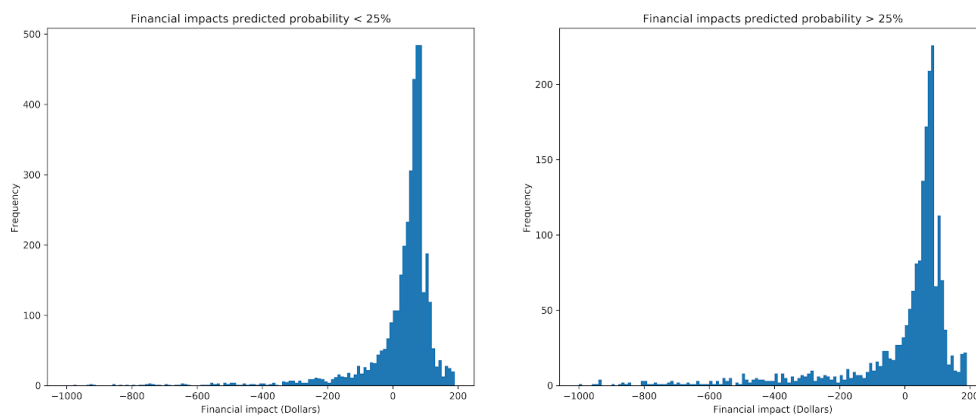 Financial impacts predicted probability < 25%
500
400
300
200
100
0
Frequency
−1000 −800 −600 −400 −200 0 200
Financial impact (Dollars)
Financial impacts predicted probability > 25%
200
150
100
50
0
Frequency
−1000 −800 −600 −400 −200 0 200
Financial impact (Dollars)